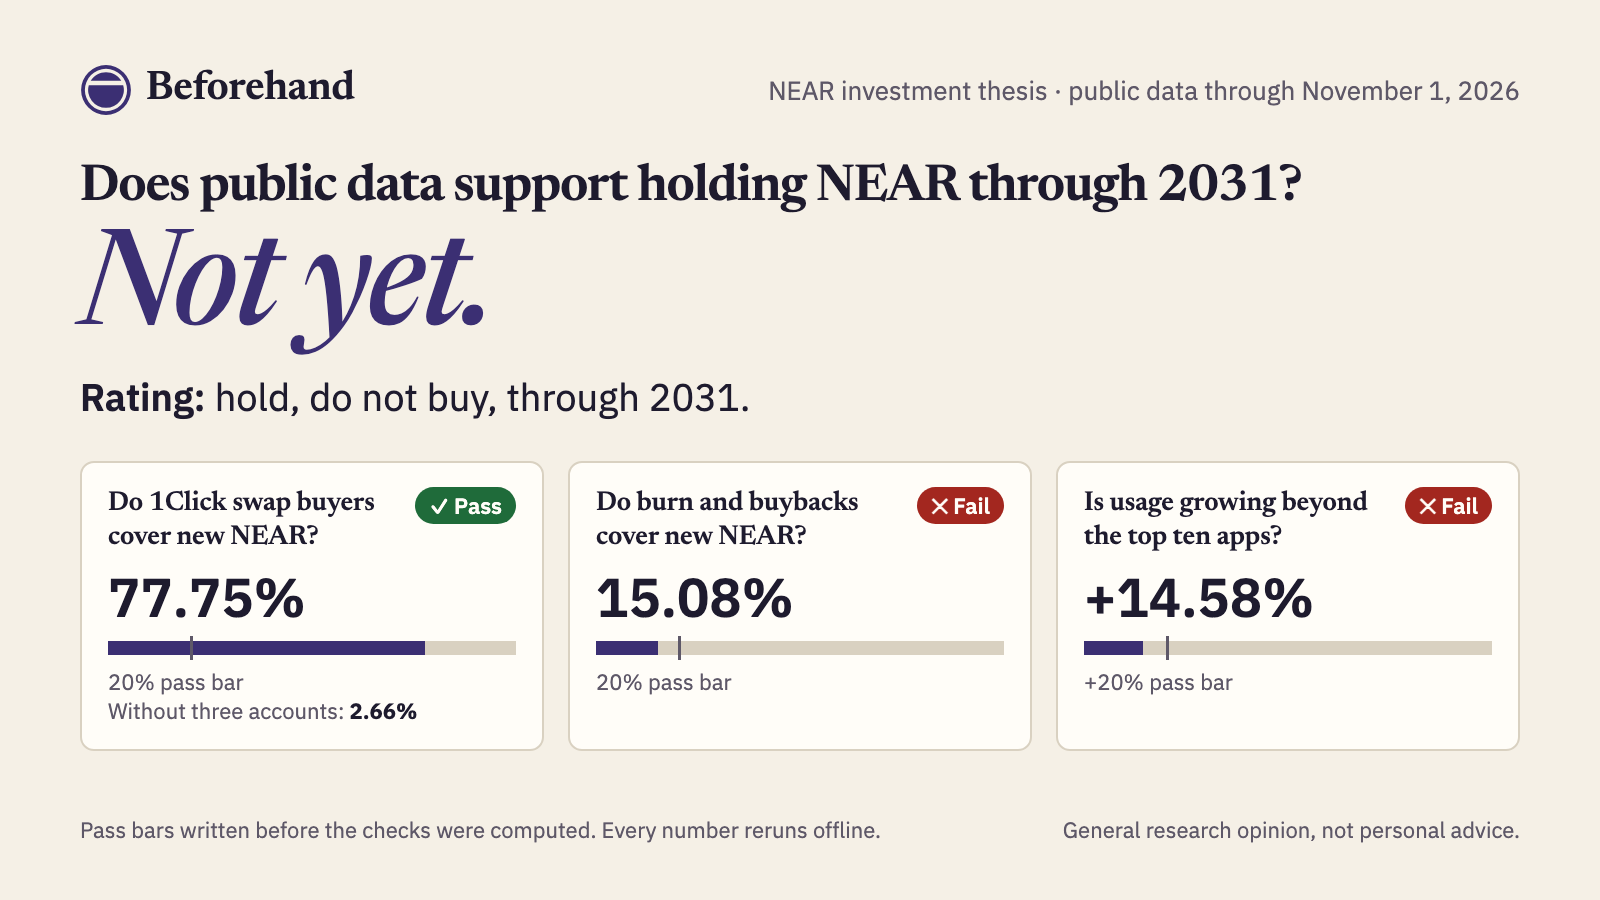 Beforehand
NEAR investment thesis · public data through November 1, 2026
Does public data support holding NEAR through 2031?
Not yet.
Rating: hold, do not buy, through 2031.
Do 1Click swap buyers
cover new NEAR?
✓ Pass
77.75%
20% pass bar
Without three accounts: 2.66%
Do burn and buybacks
cover new NEAR?
✕ Fail
15.08%
20% pass bar
Is usage growing beyond
the top ten apps?
✕ Fail
+14.58%
+20% pass bar
Pass bars written before the checks were computed. Every number reruns offline.
General research opinion, not personal advice.